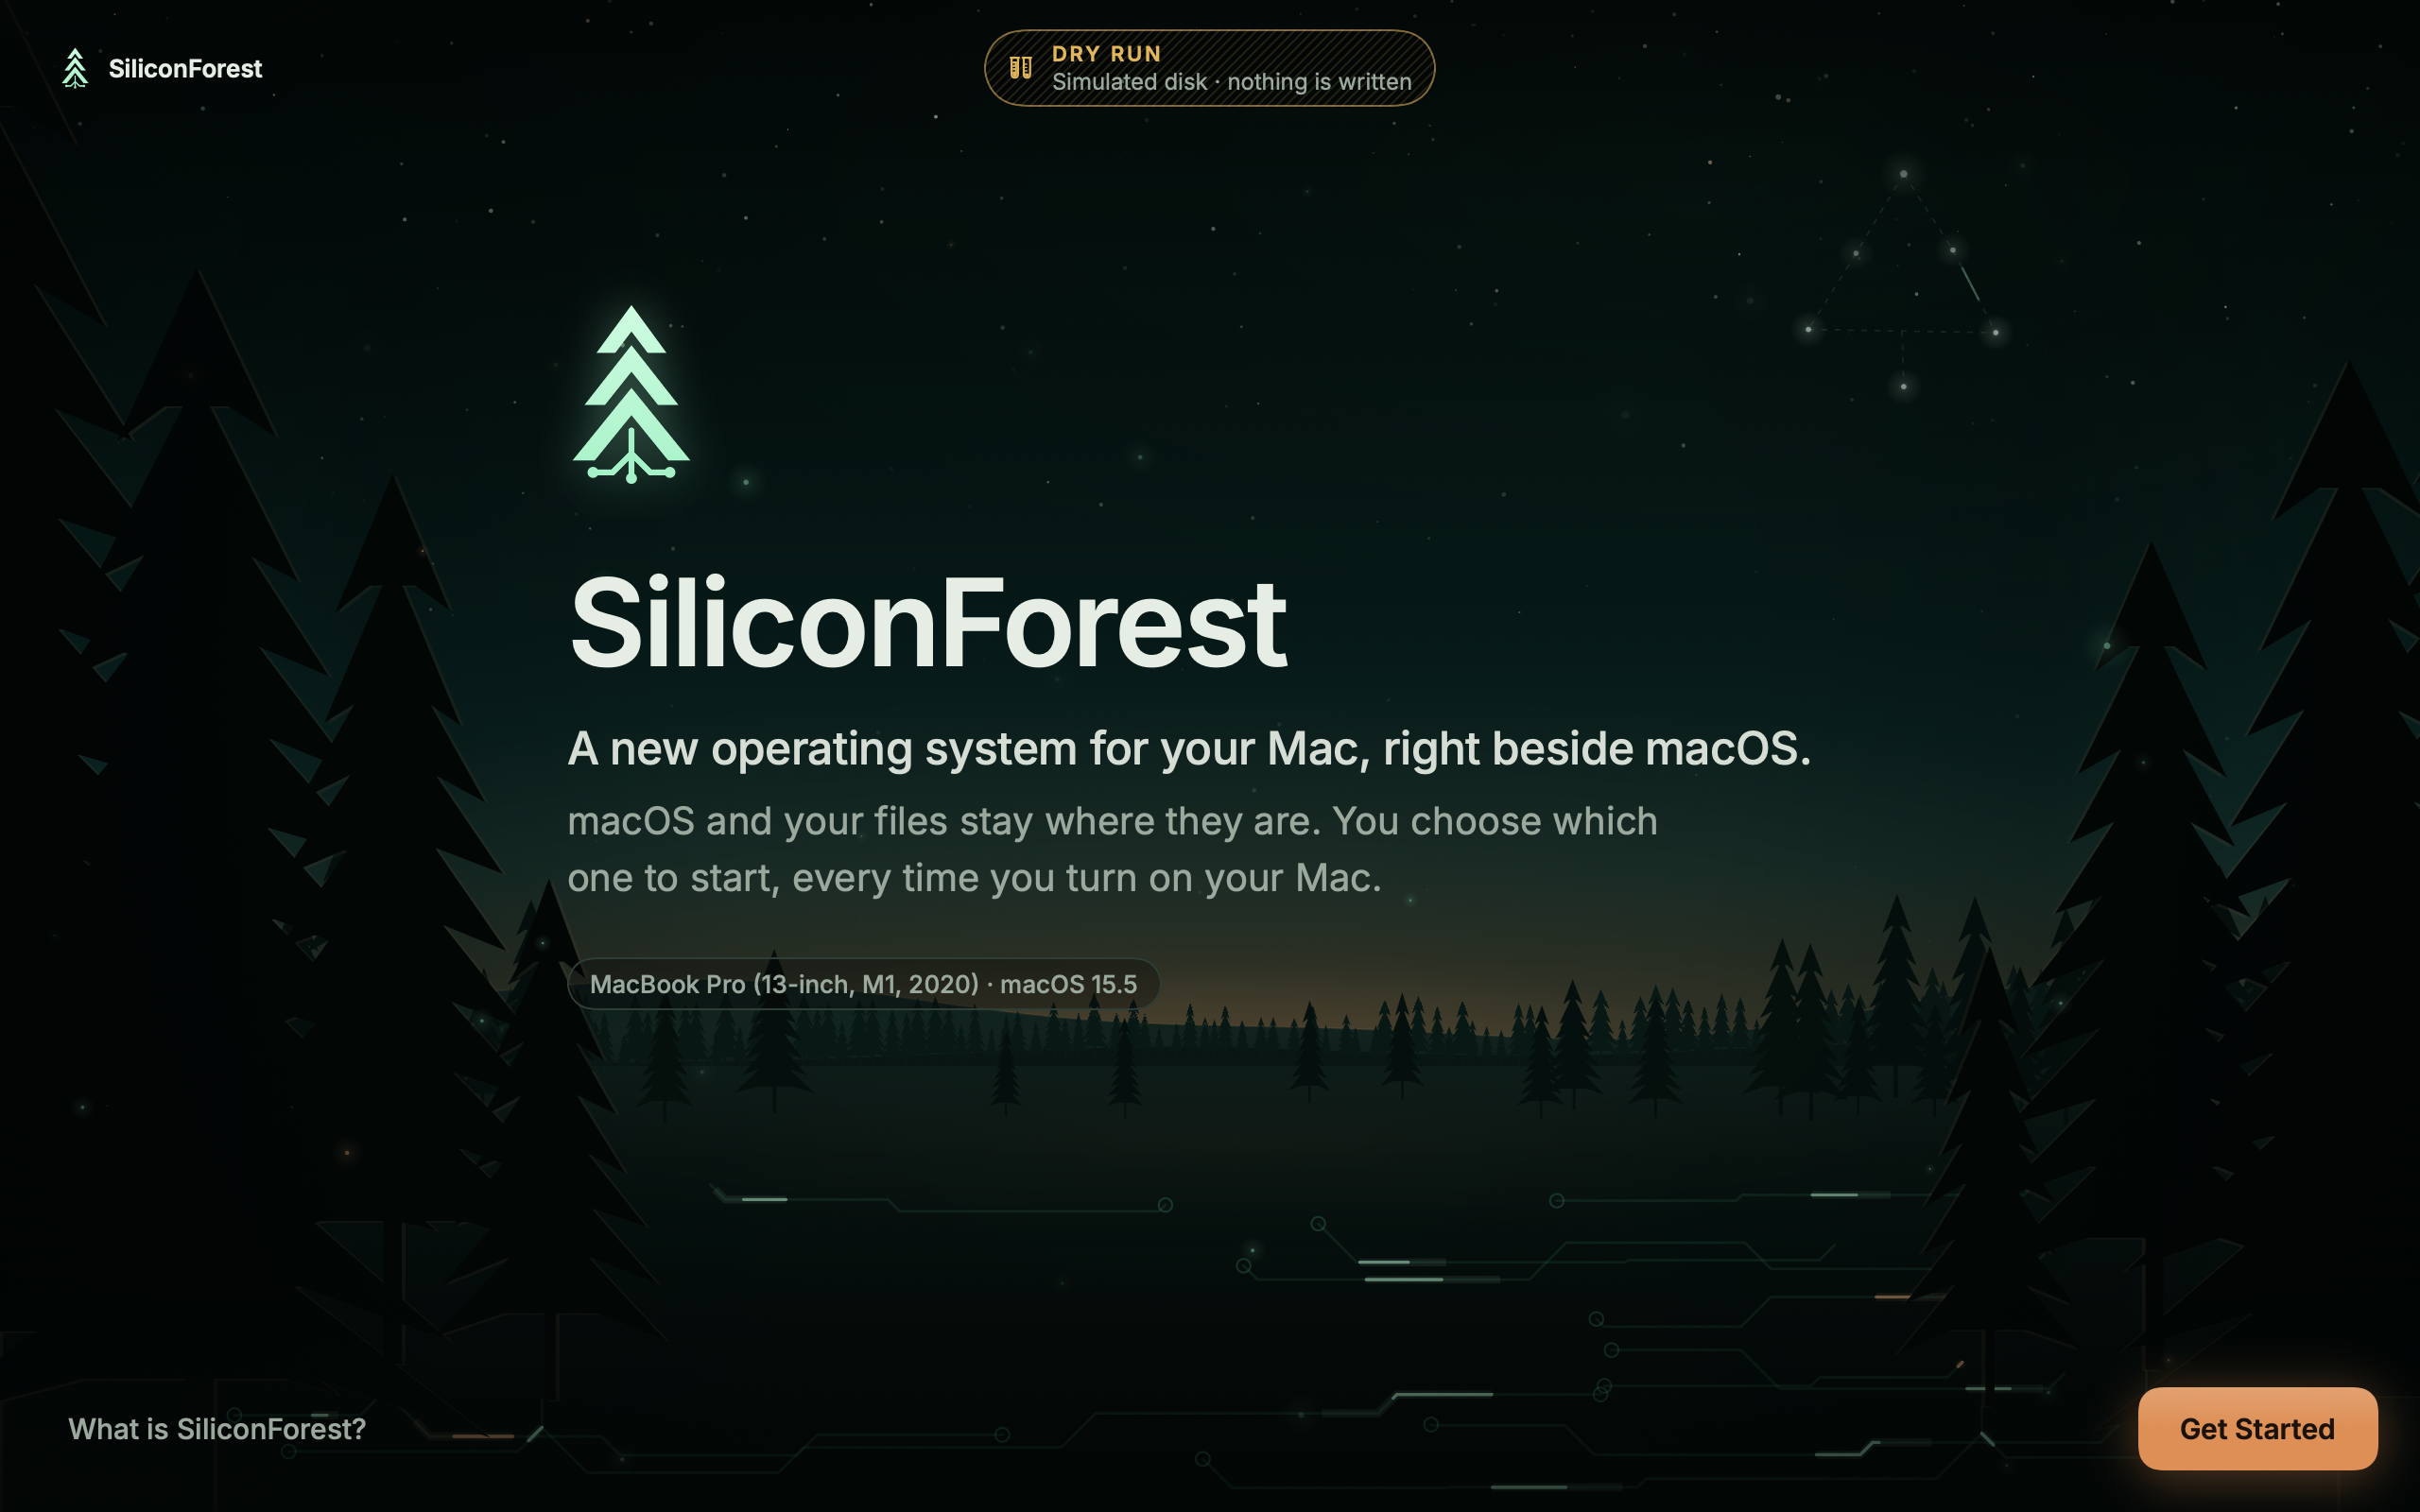 SiliconForest
DRY RUN
Simulated disk · nothing is written
SiliconForest
A new operating system for your Mac, right beside macOS.
macOS and your files stay where they are. You choose which
one to start, every time you turn on your Mac.
MacBook Pro (13-inch, M1, 2020) · macOS 15.5
What is SiliconForest?
Get Started